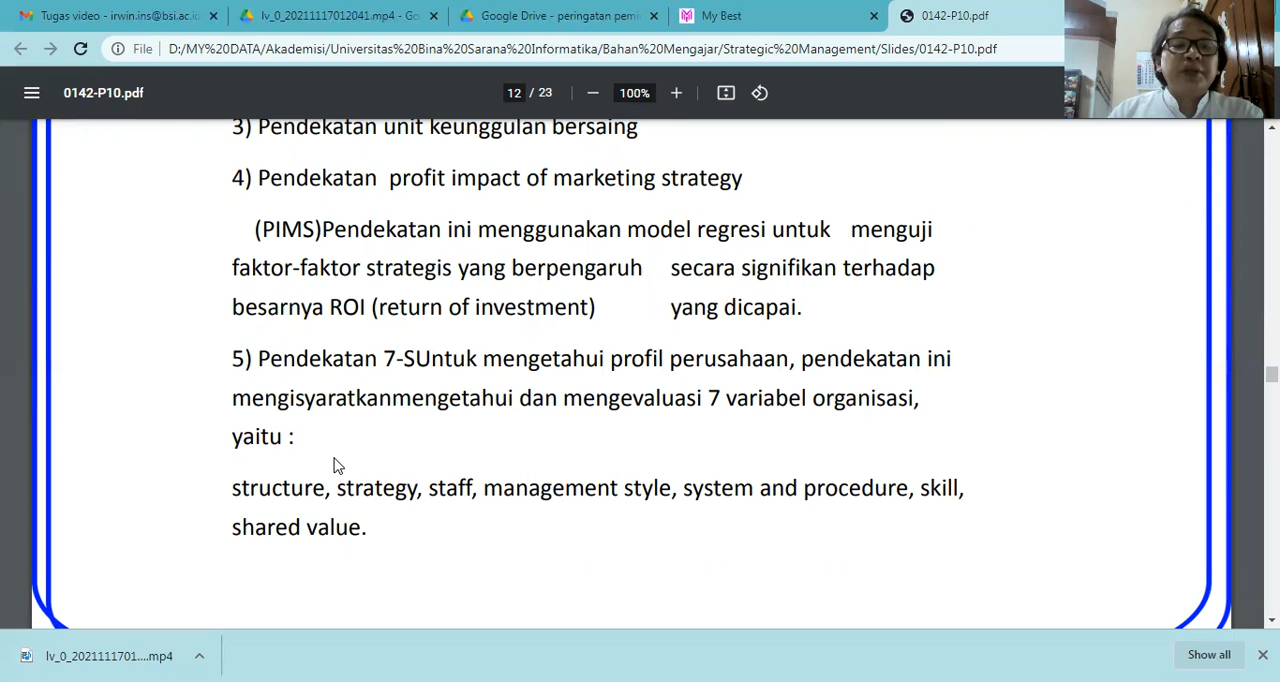 Tugas video - irwin.ins@bsi.ac.i
lv_0_20211117012041.mp4 - Go
Google Drive - peringatan pemi
My Best
0142-P10.pdf
File D:/MY%20DATA/Akademisi/Universitas%20Bina%20Sarana%20Informatika/Bahan%20Mengajar/Strategic%20Management/Slides/0142-P10.pdf
0142-P10.pdf 12 / 23 100%
3) Pendekatan unit keunggulan bersaing
4) Pendekatan profit impact of marketing strategy
(PIMS)Pendekatan ini menggunakan model regresi untuk menguji
faktor-faktor strategis yang berpengaruh secara signifikan terhadap
besarnya ROI (return of investment) yang dicapai.
5) Pendekatan 7-SUntuk mengetahui profil perusahaan, pendekatan ini
mengisyaratkanmengetahui dan mengevaluasi 7 variabel organisasi,
yaitu :
structure, strategy, staff, management style, system and procedure, skill,
shared value.
lv_0_2021111701....mp4 Show all